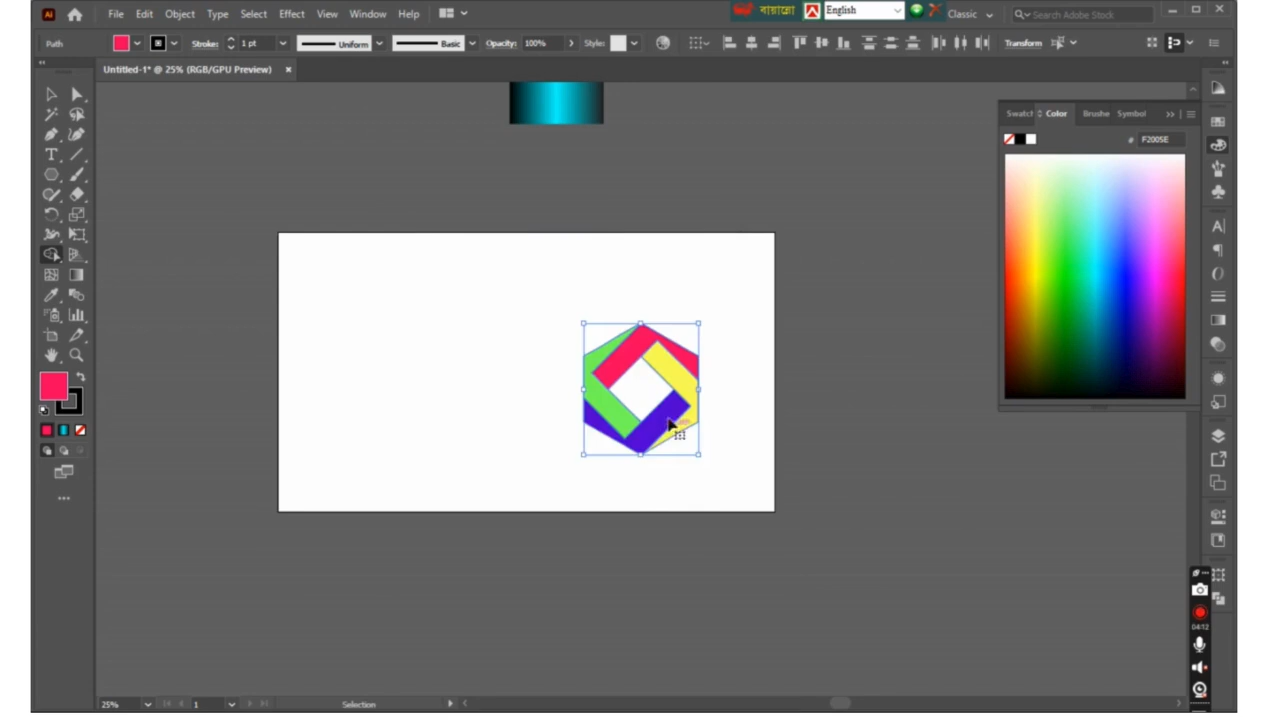 Ai File Edit Object Type Select Effect View Window Help বায়ান্নো English Classic Search Adobe Stock
Path Stroke: 1 pt Uniform Basic Opacity: 100% Style: Transform
Untitled-1* @ 25% (RGB/GPU Preview)
Swatch Color Brushe Symbol
# F2005E
04:12
25% 1 Selection